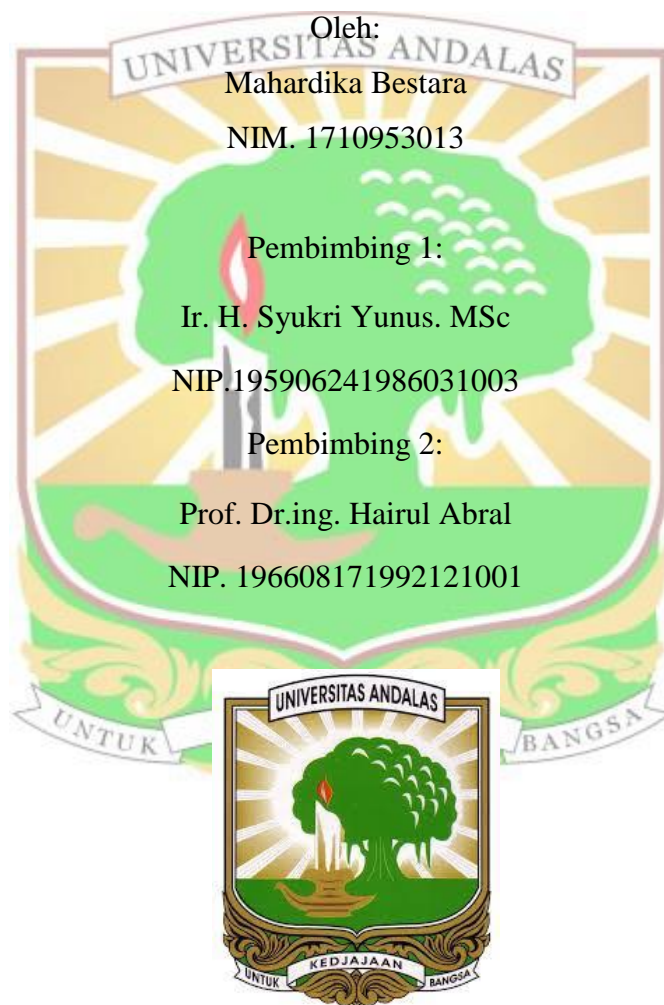 Oleh:
UNIVERSITAS ANDALAS
Mahardika Bestara
NIM. 1710953013
Pembimbing 1:
Ir. H. Syukri Yunus. MSc
NIP.195906241986031003
Pembimbing 2:
Prof. Dr.ing. Hairul Abral
NIP. 196608171992121001
UNTUK BANGSA
UNIVERSITAS ANDALAS
KEDJAJAAN
UNTUK BANGSA